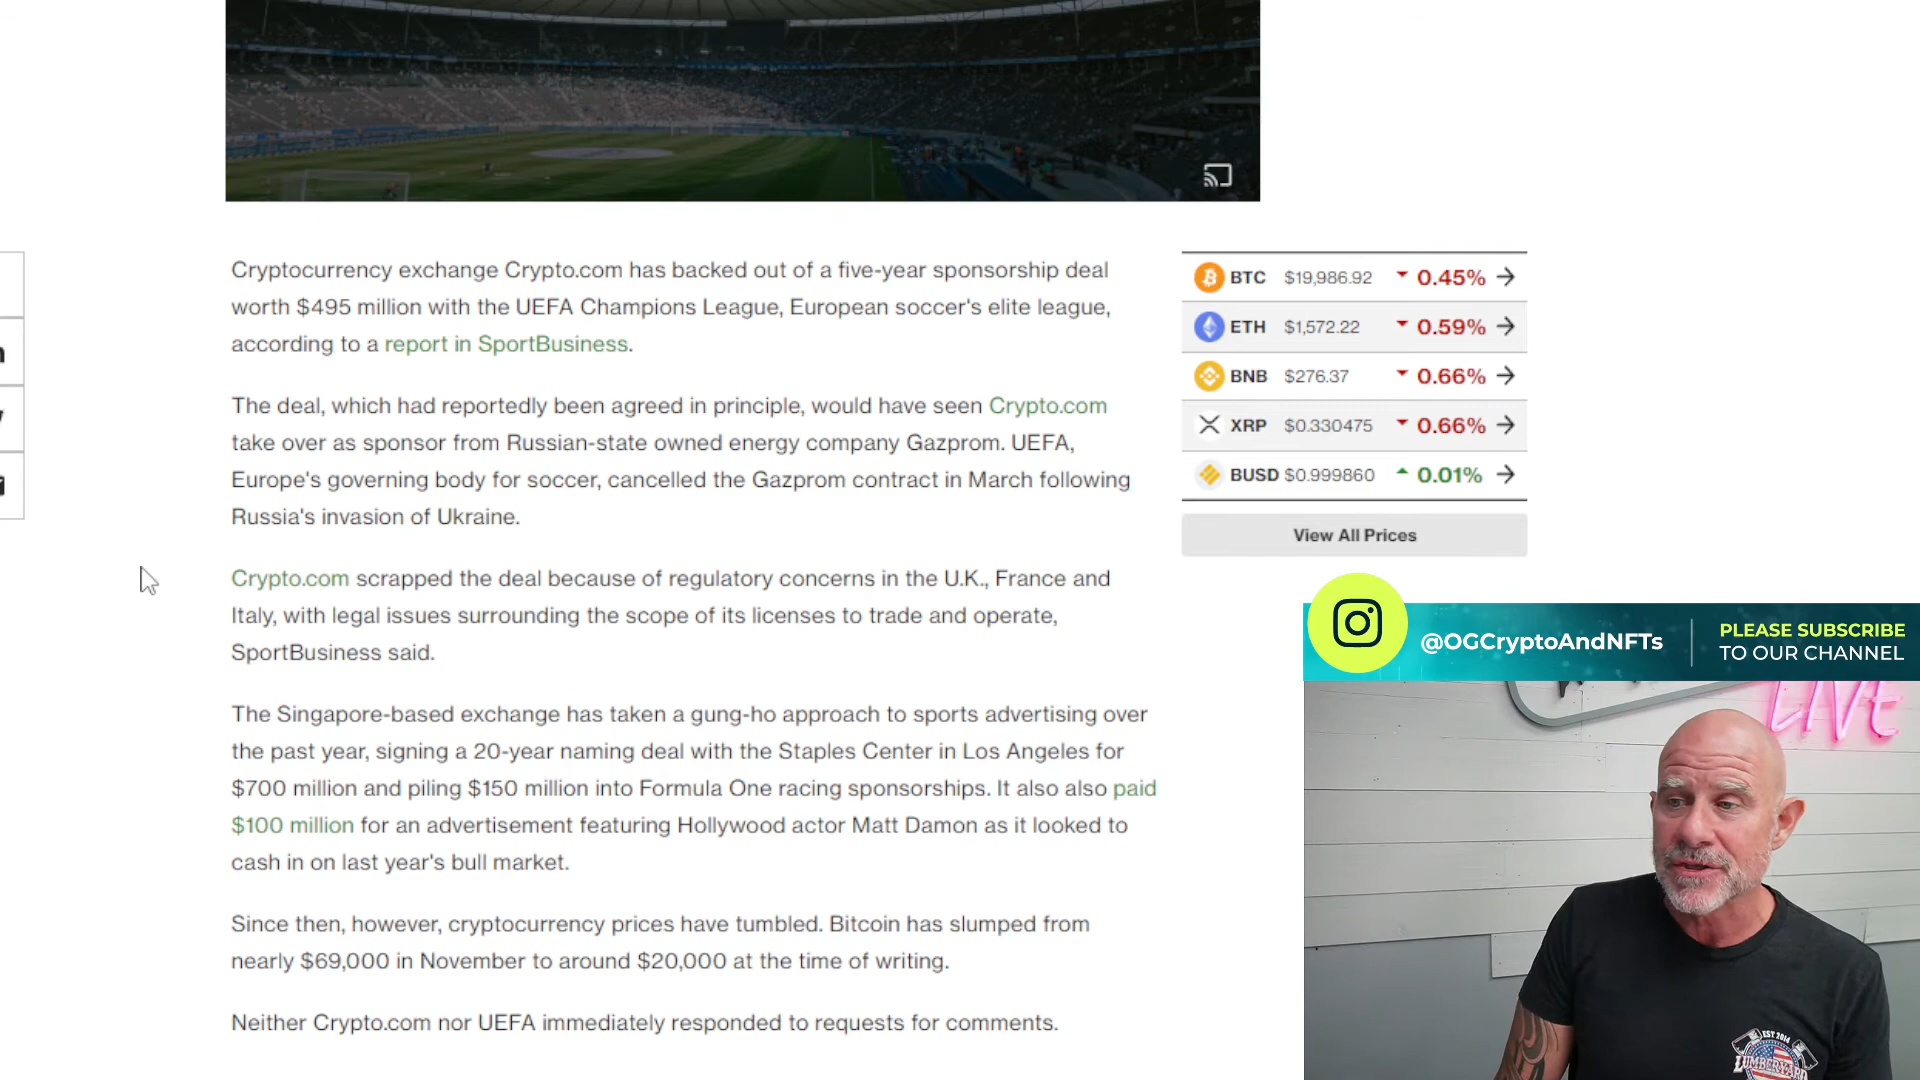 Cryptocurrency exchange Crypto.com has backed out of a five-year sponsorship deal
worth $495 million with the UEFA Champions League, European soccer's elite league,
according to a report in SportBusiness.
The deal, which had reportedly been agreed in principle, would have seen Crypto.com
take over as sponsor from Russian-state owned energy company Gazprom. UEFA,
Europe's governing body for soccer, cancelled the Gazprom contract in March following
Russia's invasion of Ukraine.
Crypto.com scrapped the deal because of regulatory concerns in the U.K., France and
Italy, with legal issues surrounding the scope of its licenses to trade and operate,
SportBusiness said.
The Singapore-based exchange has taken a gung-ho approach to sports advertising over
the past year, signing a 20-year naming deal with the Staples Center in Los Angeles for
$700 million and piling $150 million into Formula One racing sponsorships. It also also paid
$100 million for an advertisement featuring Hollywood actor Matt Damon as it looked to
cash in on last year's bull market.
Since then, however, cryptocurrency prices have tumbled. Bitcoin has slumped from
nearly $69,000 in November to around $20,000 at the time of writing.
Neither Crypto.com nor UEFA immediately responded to requests for comments.
BTC $19,986.92 0.45%
ETH $1,572.22 0.59%
BNB $276.37 0.66%
XRP $0.330475 0.66%
BUSD $0.999860 0.01%
View All Prices
@OGCryptoAndNFTs
PLEASE SUBSCRIBE
TO OUR CHANNEL
LIVE
EST 2014
LUMBERYARD